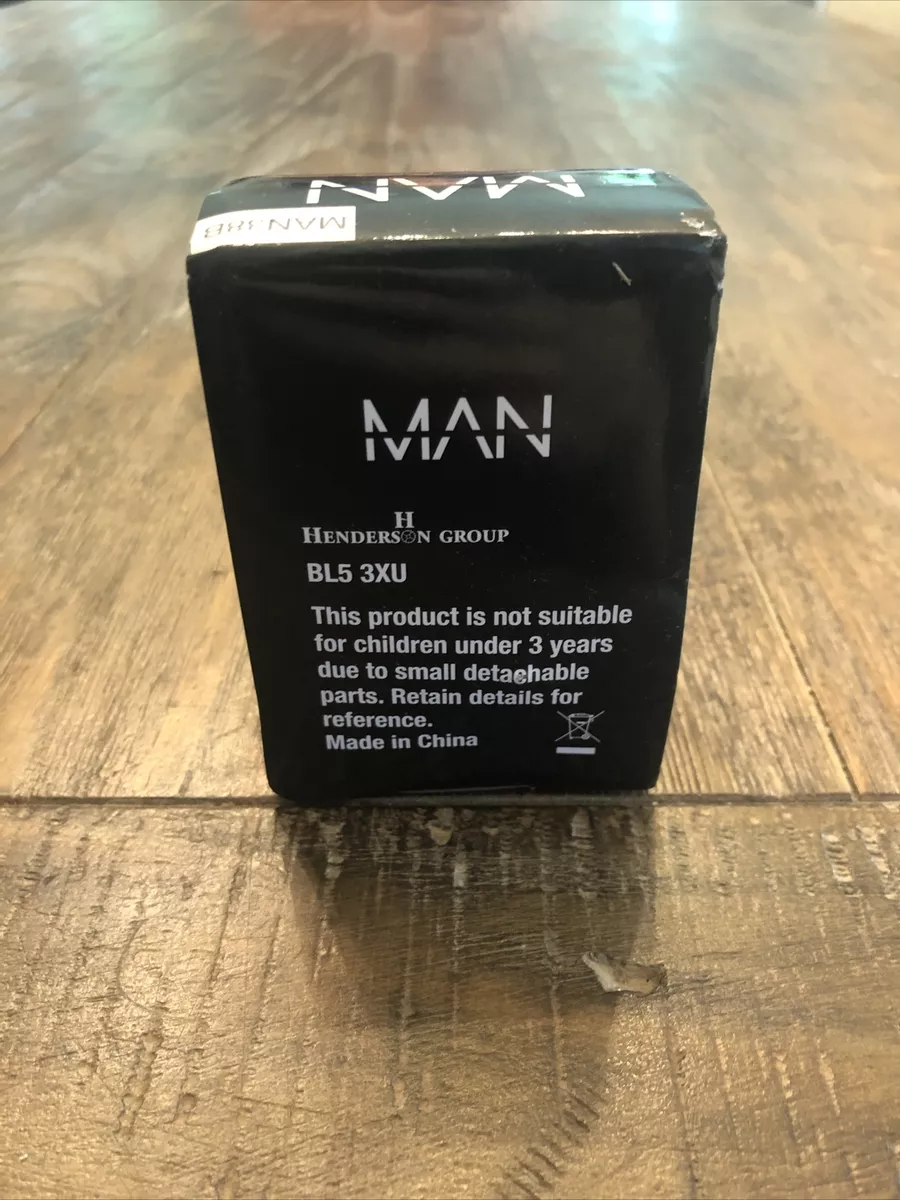 MAN
MAN38B
MAN
H
HENDERSON GROUP
BL5 3XU
This product is not suitable
for children under 3 years
due to small detachable
parts. Retain details for
reference.
Made in China